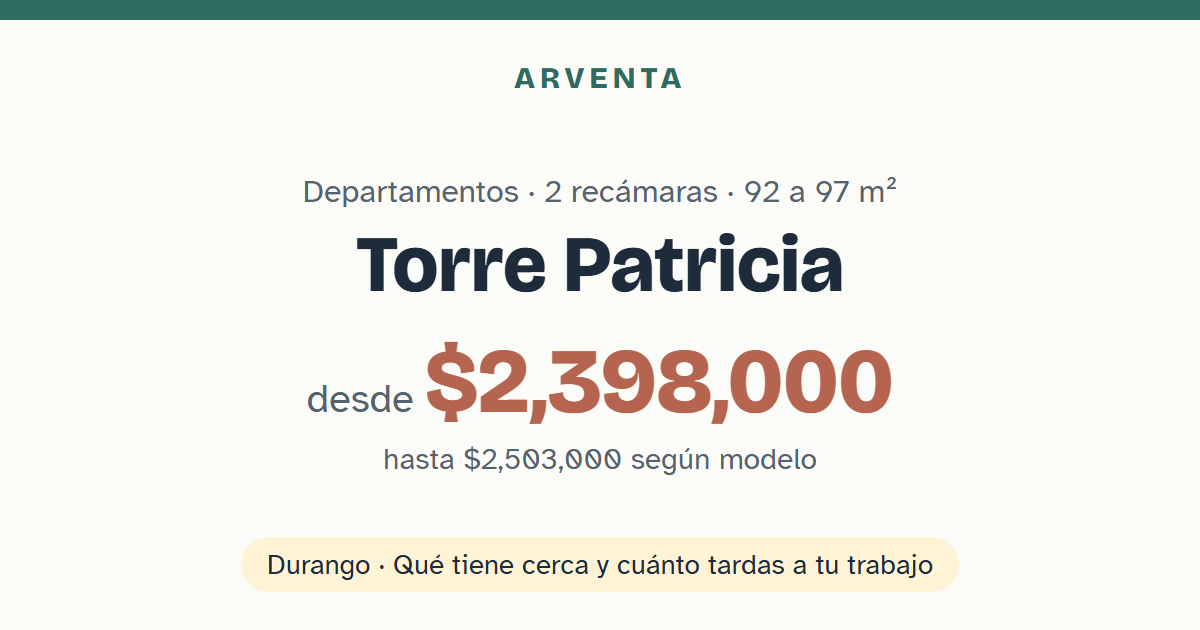 ARVENTA
Departamentos · 2 recámaras · 92 a 97 m²
Torre Patricia
desde $2,398,000
hasta $2,503,000 según modelo
Durango · Qué tiene cerca y cuánto tardas a tu trabajo